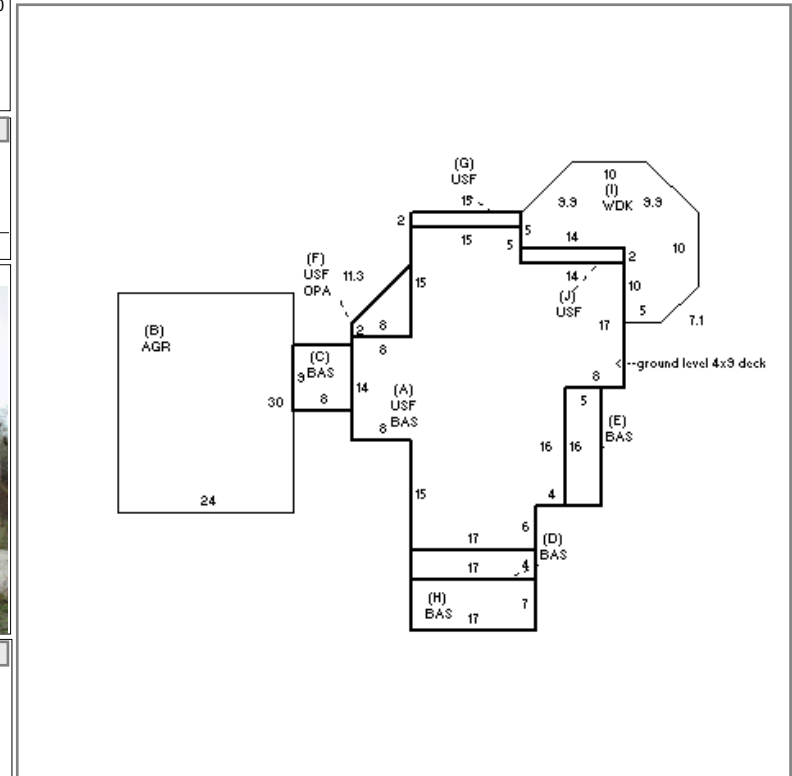 (G)
USF
15
2
15
5
5
10
(I)
WDK
9.9
9.9
10
14
2
14
10
(J)
USF
5
7.1
17
(F)
USF
OPA
11.3
15
2
8
8
(B)
AGR
(C)
BAS
9
8
30
24
14
(A)
USF
BAS
8
<--ground level 4x9 deck
8
5
(E)
BAS
16
16
4
15
6
17
(D)
BAS
17
4
(H)
BAS
7
17